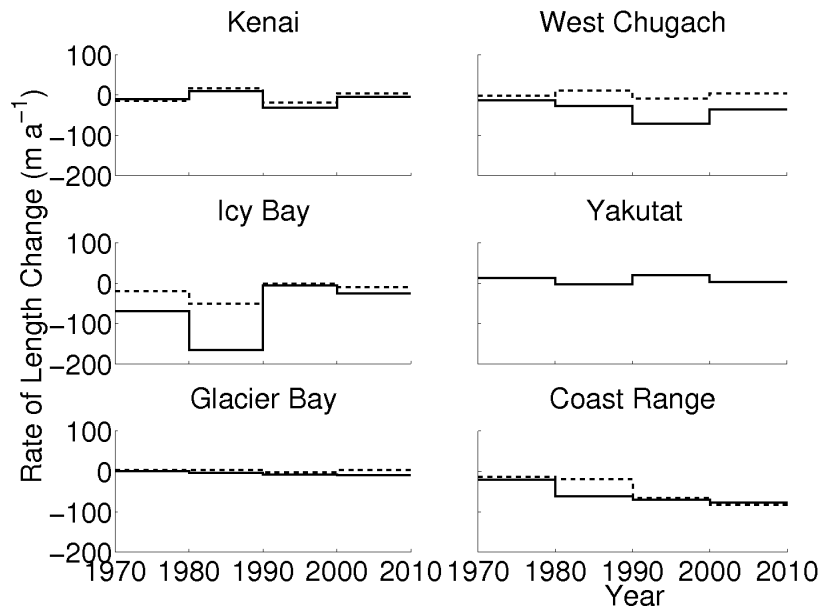 Kenai
West Chugach
Rate of Length Change (m a−1)
100
0
−100
−200
Icy Bay
Yakutat
100
0
−100
−200
Glacier Bay
Coast Range
100
0
−100
−200
1970 1980 1990 2000 2010 1970 1980 1990 2000 2010
Year